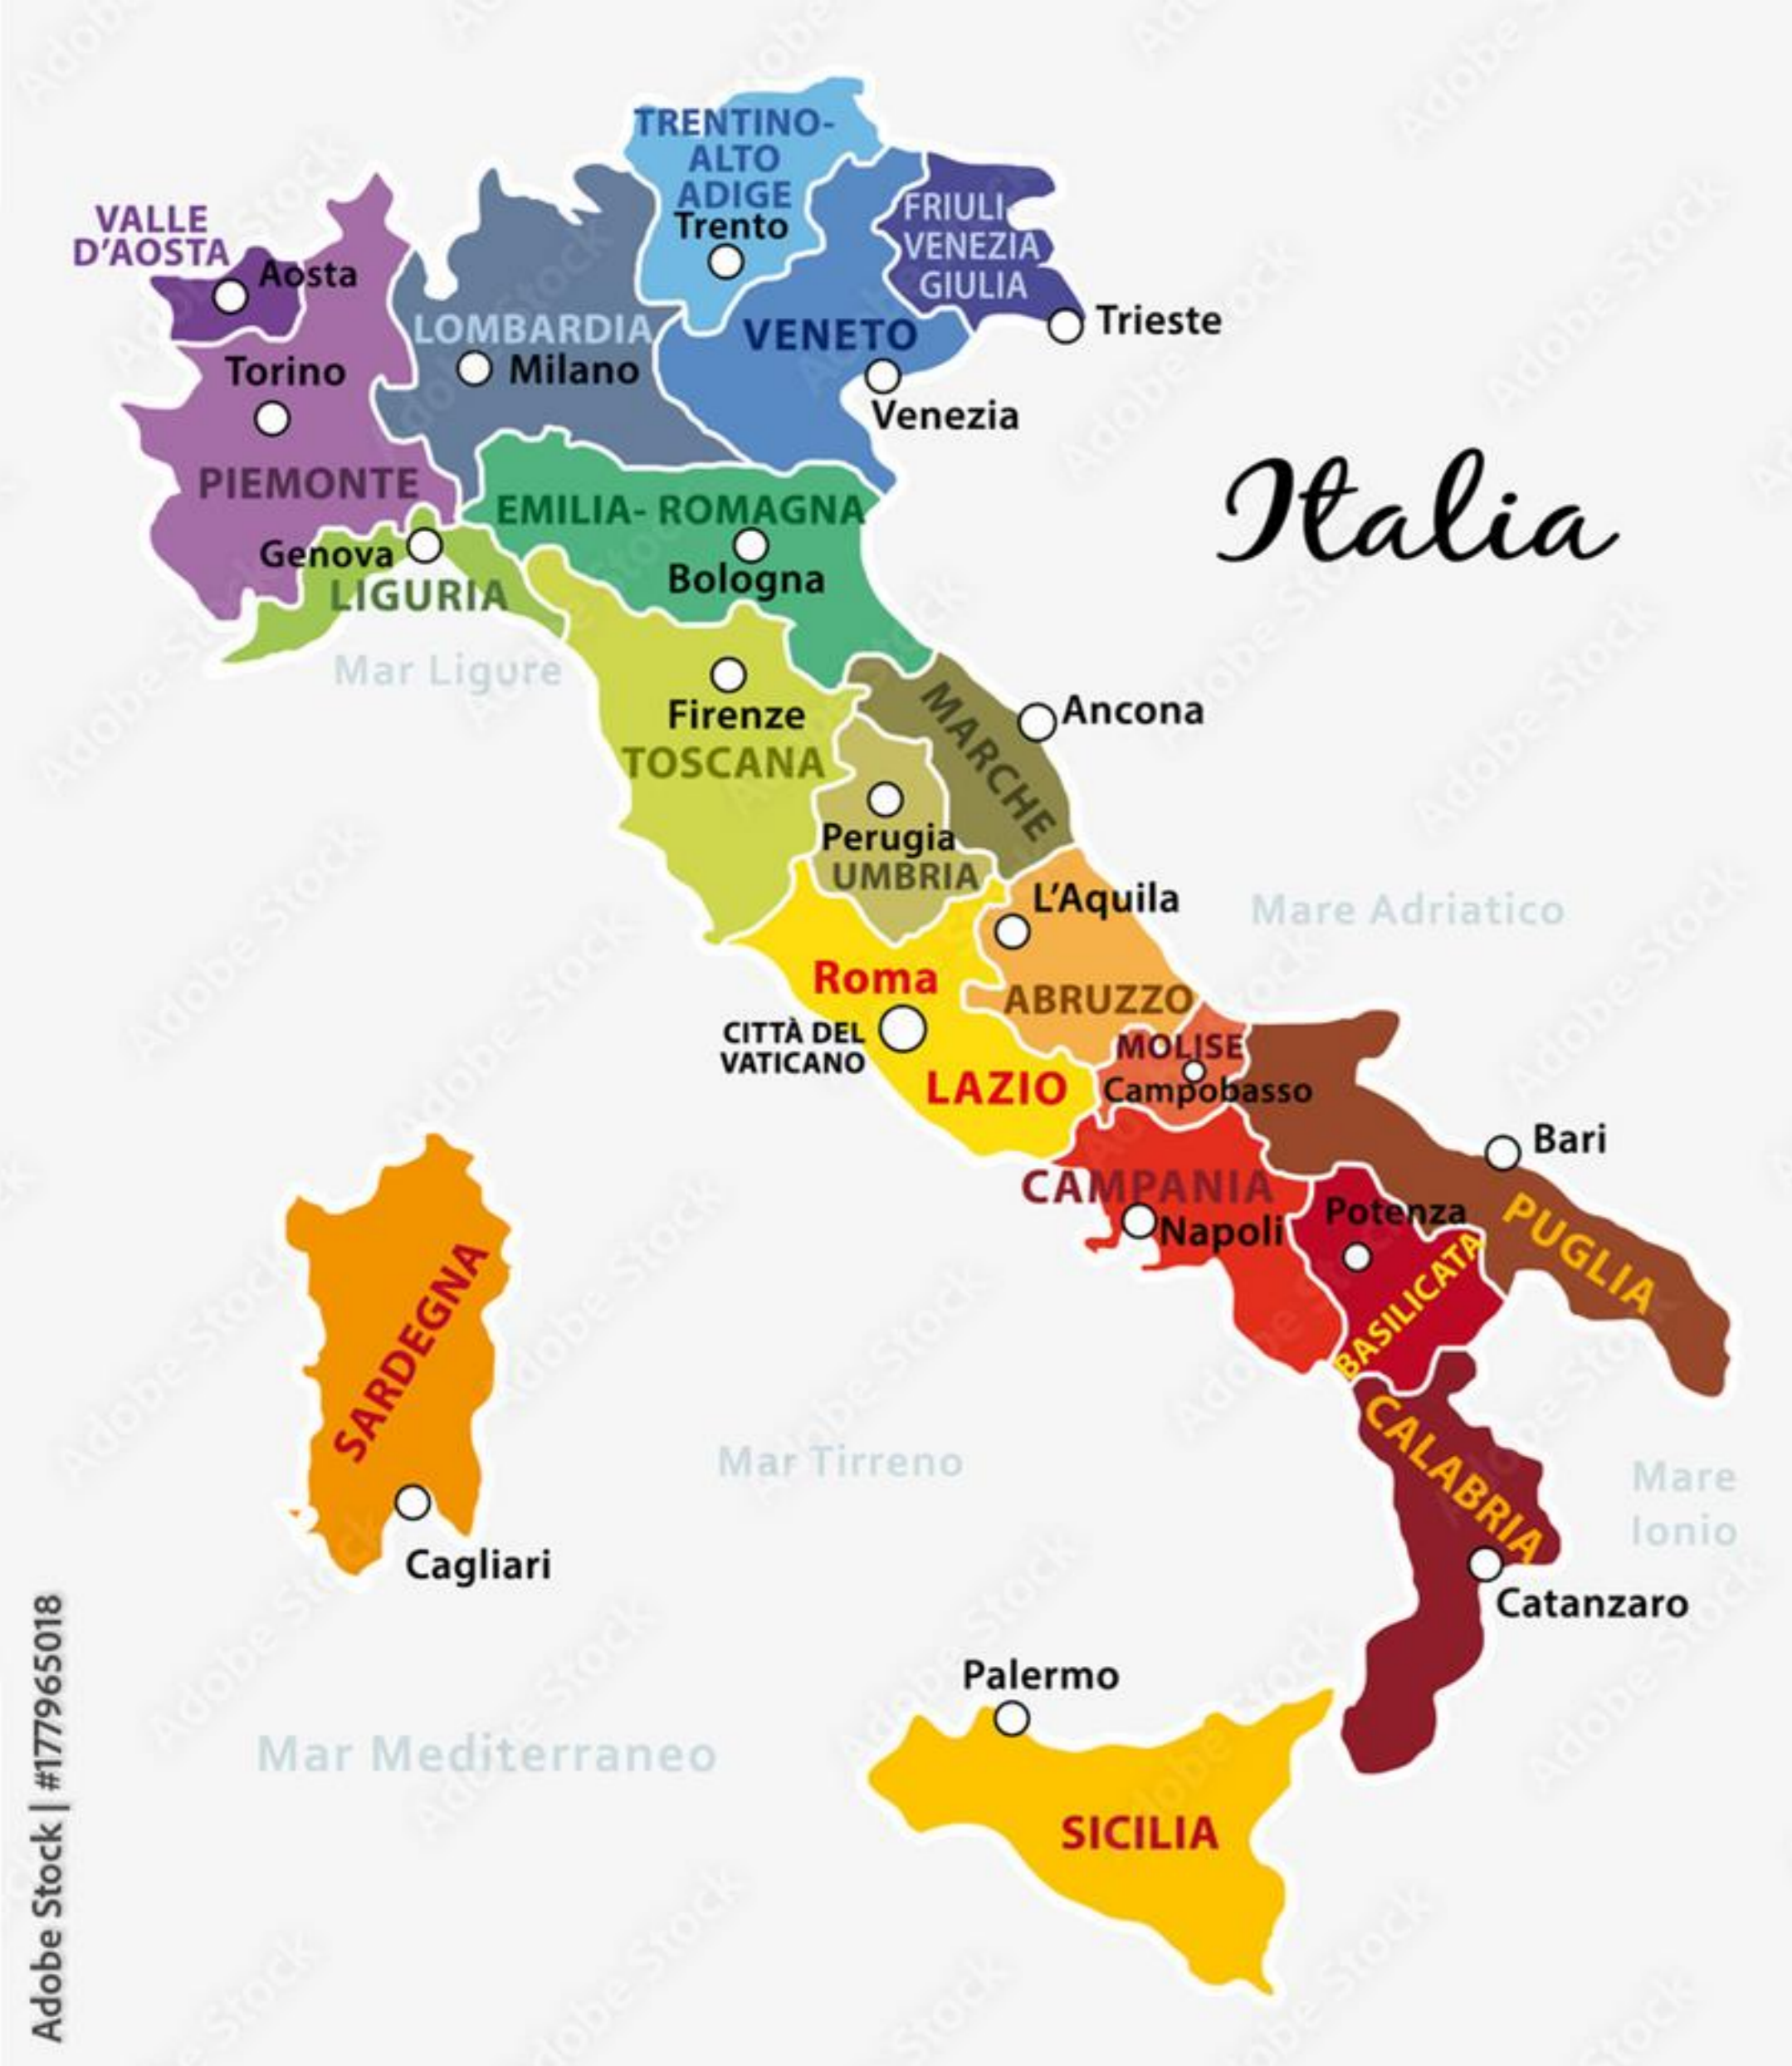 TRENTINO-
ALTO
ADIGE
Trento
VALLE
D'AOSTA
Aosta
FRIULI
VENEZIA
GIULIA
Trieste
LOMBARDIA
Milano
VENETO
Venezia
Torino
PIEMONTE
EMILIA- ROMAGNA
Bologna
Genova
LIGURIA
Italia
Mar Ligure
Firenze
TOSCANA
MARCHE
Ancona
Perugia
UMBRIA
L'Aquila
ABRUZZO
Mare Adriatico
Roma
CITTÀ DEL
VATICANO
LAZIO
MOLISE
Campobasso
Bari
PUGLIA
CAMPANIA
Napoli
Potenza
BASILICATA
SARDEGNA
Cagliari
Mar Tirreno
CALABRIA
Catanzaro
Mare
Ionio
Palermo
SICILIA
Mar Mediterraneo
Adobe Stock | #177965018
Adobe Stock